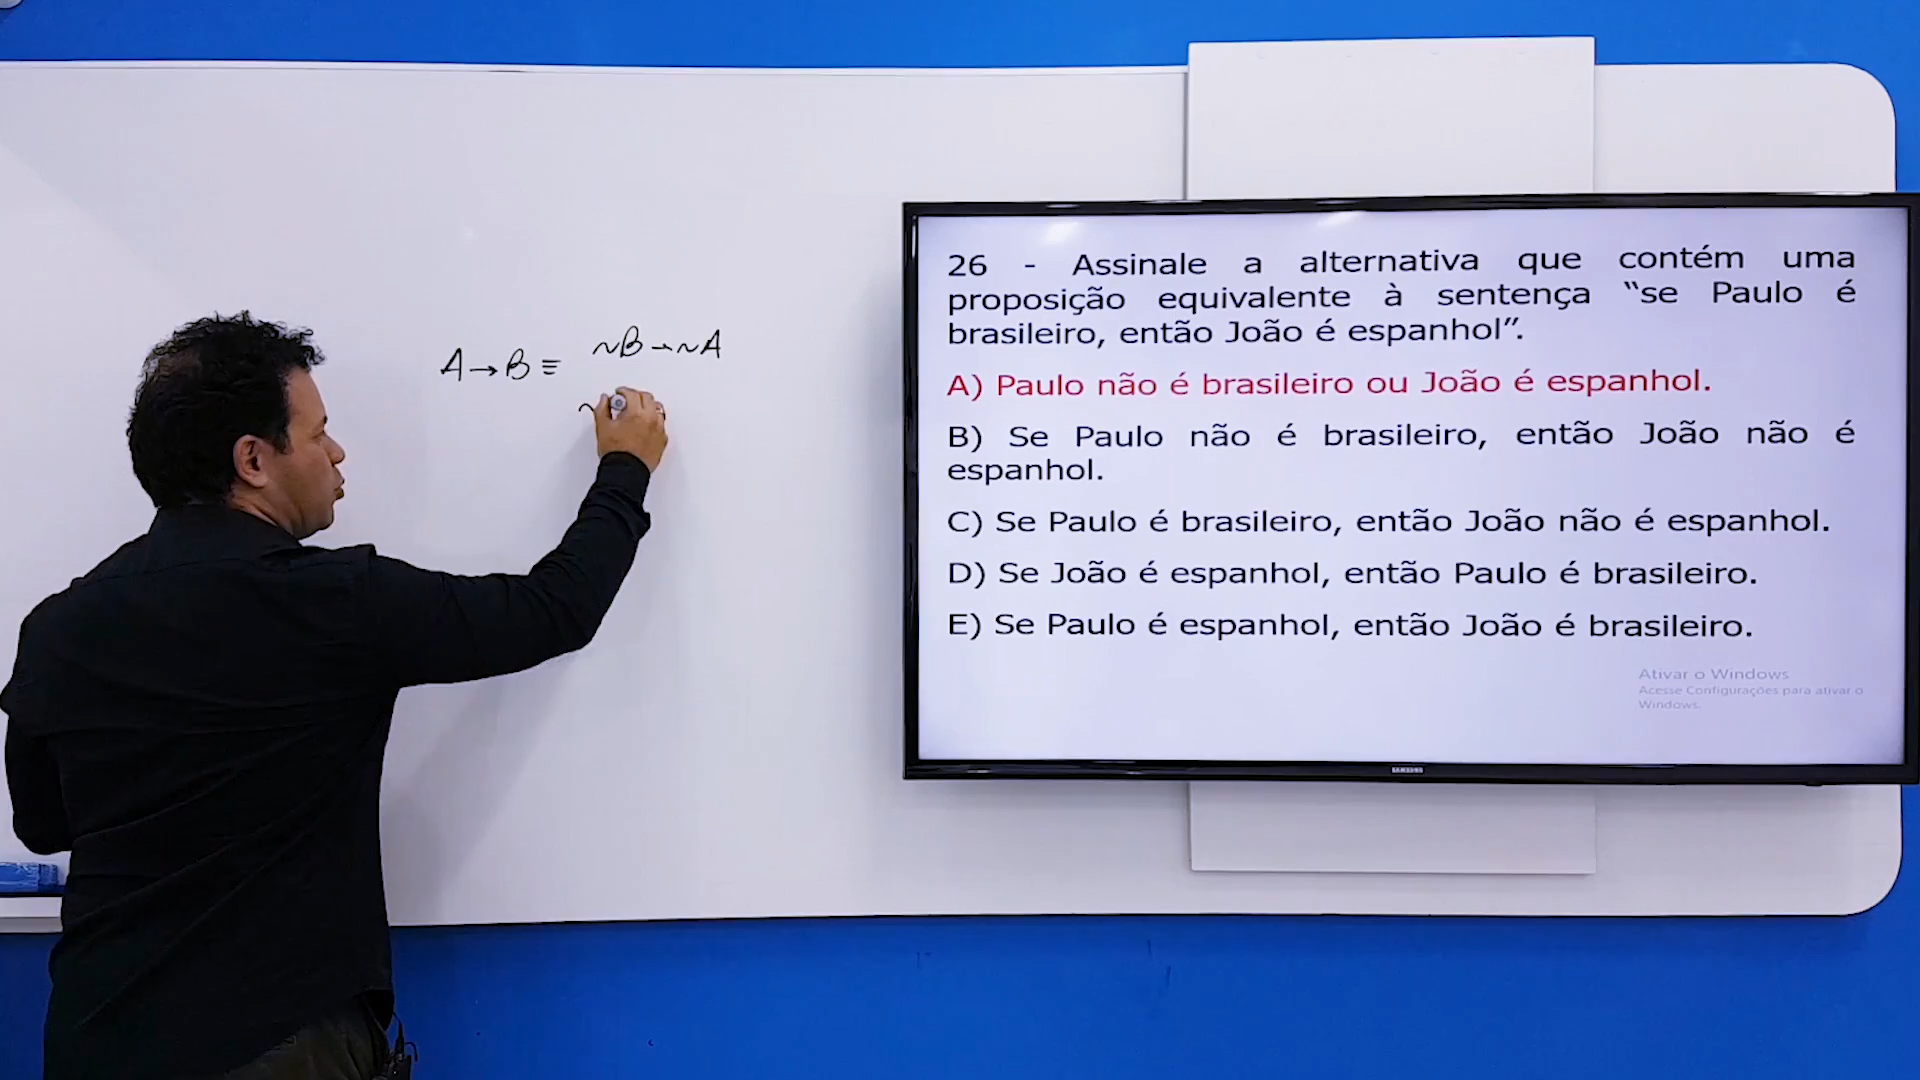 A→B≡
~B→~A
~
26 - Assinale a alternativa que contém uma
proposição equivalente à sentença “se Paulo é
brasileiro, então João é espanhol”.
A) Paulo não é brasileiro ou João é espanhol.
B) Se Paulo não é brasileiro, então João não é
espanhol.
C) Se Paulo é brasileiro, então João não é espanhol.
D) Se João é espanhol, então Paulo é brasileiro.
E) Se Paulo é espanhol, então João é brasileiro.
Ativar o Windows
Acesse Configurações para ativar o
Windows.
SAMSUNG